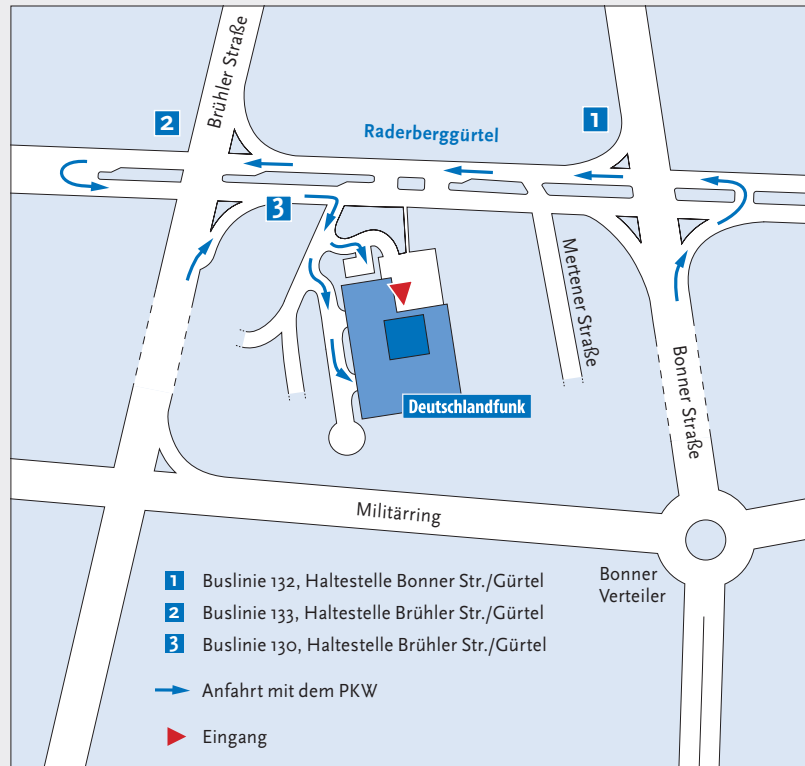 Brühler Straße
2
1
Raderberggürtel
3
Mertener Straße
Bonner Straße
Deutschlandfunk
Militärring
Bonner
Verteiler
1 Buslinie 132, Haltestelle Bonner Str./Gürtel
2 Buslinie 133, Haltestelle Brühler Str./Gürtel
3 Buslinie 130, Haltestelle Brühler Str./Gürtel
Anfahrt mit dem PKW
Eingang